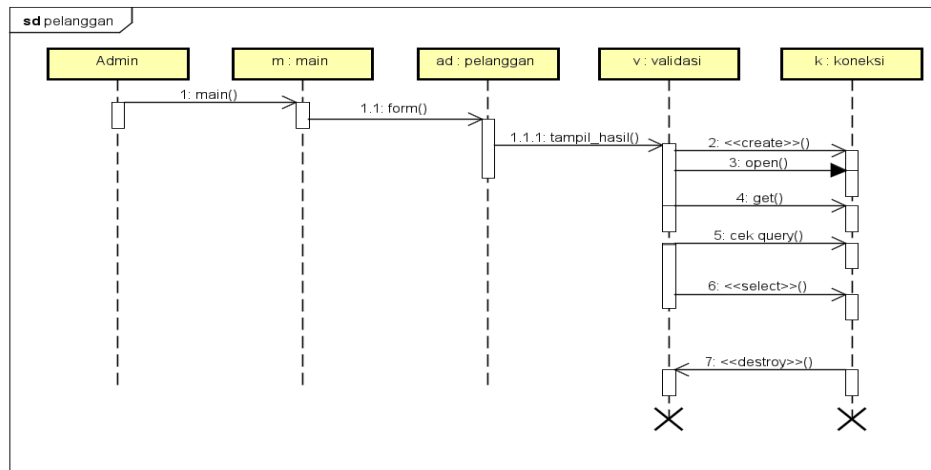 sd pelanggan
Admin
m : main
ad : pelanggan
v : validasi
k : koneksi
1: main()
1.1: form()
1.1.1: tampil_hasil()
2: <<create>>()
3: open()
4: get()
5: cek query()
6: <<select>>()
7: <<destroy>>()